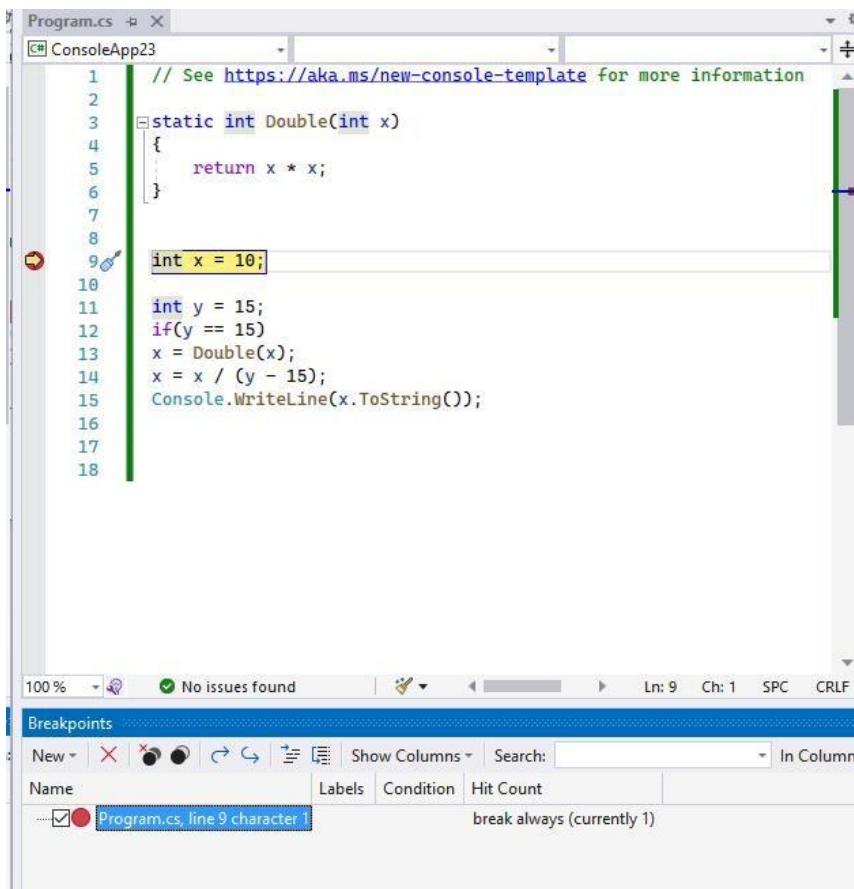 Program.cs
C# ConsoleApp23
1 // See https://aka.ms/new-console-template for more information
2
3 static int Double(int x)
4 {
5 return x * x;
6 }
7
8
9 int x = 10;
10
11 int y = 15;
12 if(y == 15)
13 x = Double(x);
14 x = x / (y - 15);
15 Console.WriteLine(x.ToString());
16
17
18
100 % No issues found Ln: 9 Ch: 1 SPC CRLF
Breakpoints
New Show Columns Search: In Column
Name Labels Condition Hit Count
Program.cs, line 9 character 1 break always (currently 1)